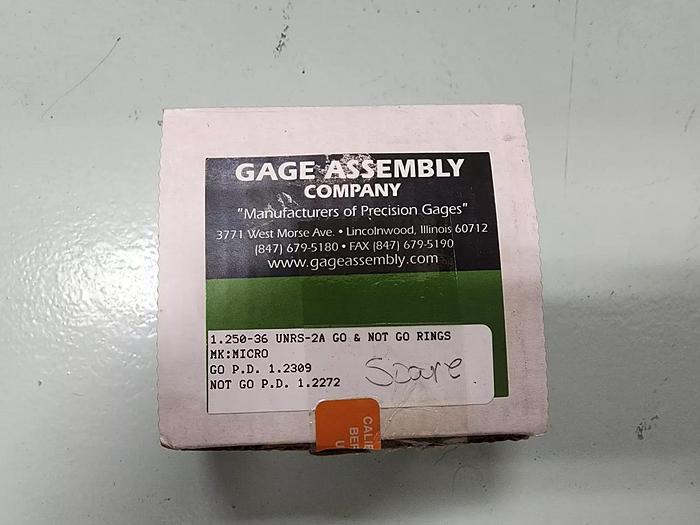 GAGE ASSEMBLY
COMPANY
"Manufacturers of Precision Gages"
3771 West Morse Ave. • Lincolnwood, Illinois 60712
(847) 679-5180 • FAX (847) 679-5190
www.gageassembly.com
1.250-36 UNRS-2A GO & NOT GO RINGS
MK:MICRO
GO P.D. 1.2309
NOT GO P.D. 1.2272
Spare